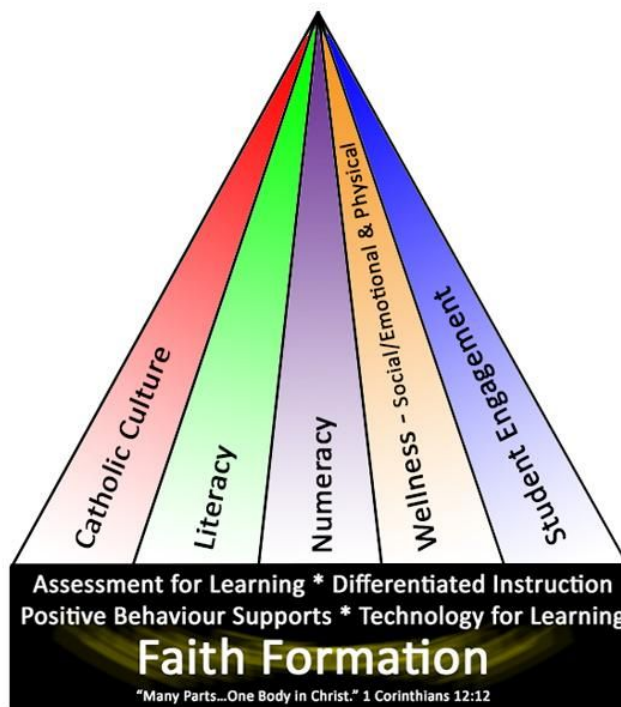 Catholic Culture
Literacy
Numeracy
Wellness - Social/Emotional & Physical
Student Engagement
Assessment for Learning * Differentiated Instruction
Positive Behaviour Supports * Technology for Learning
Faith Formation
"Many Parts...One Body in Christ." 1 Corinthians 12:12